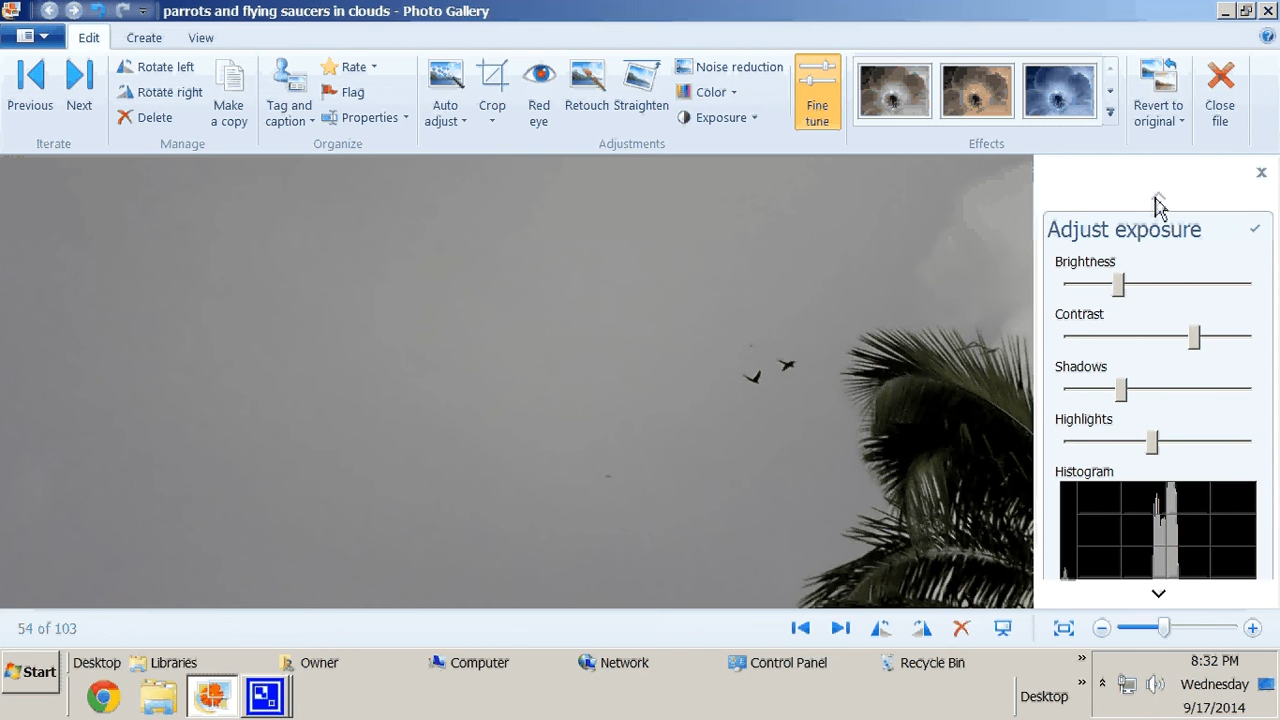 parrots and flying saucers in clouds - Photo Gallery
Edit
Create
View
Previous
Next
Iterate
Rotate left
Rotate right
Delete
Make
a copy
Manage
Tag and
caption
Rate
Flag
Properties
Organize
Auto
adjust
Crop
Red
eye
Retouch
Straighten
Noise reduction
Color
Exposure
Adjustments
Fine
tune
Effects
Revert to
original
Close
file
Adjust exposure
Brightness
Contrast
Shadows
Highlights
Histogram
54 of 103
Start
Desktop
Libraries
Owner
Computer
Network
Control Panel
Recycle Bin
Desktop
8:32 PM
Wednesday
9/17/2014